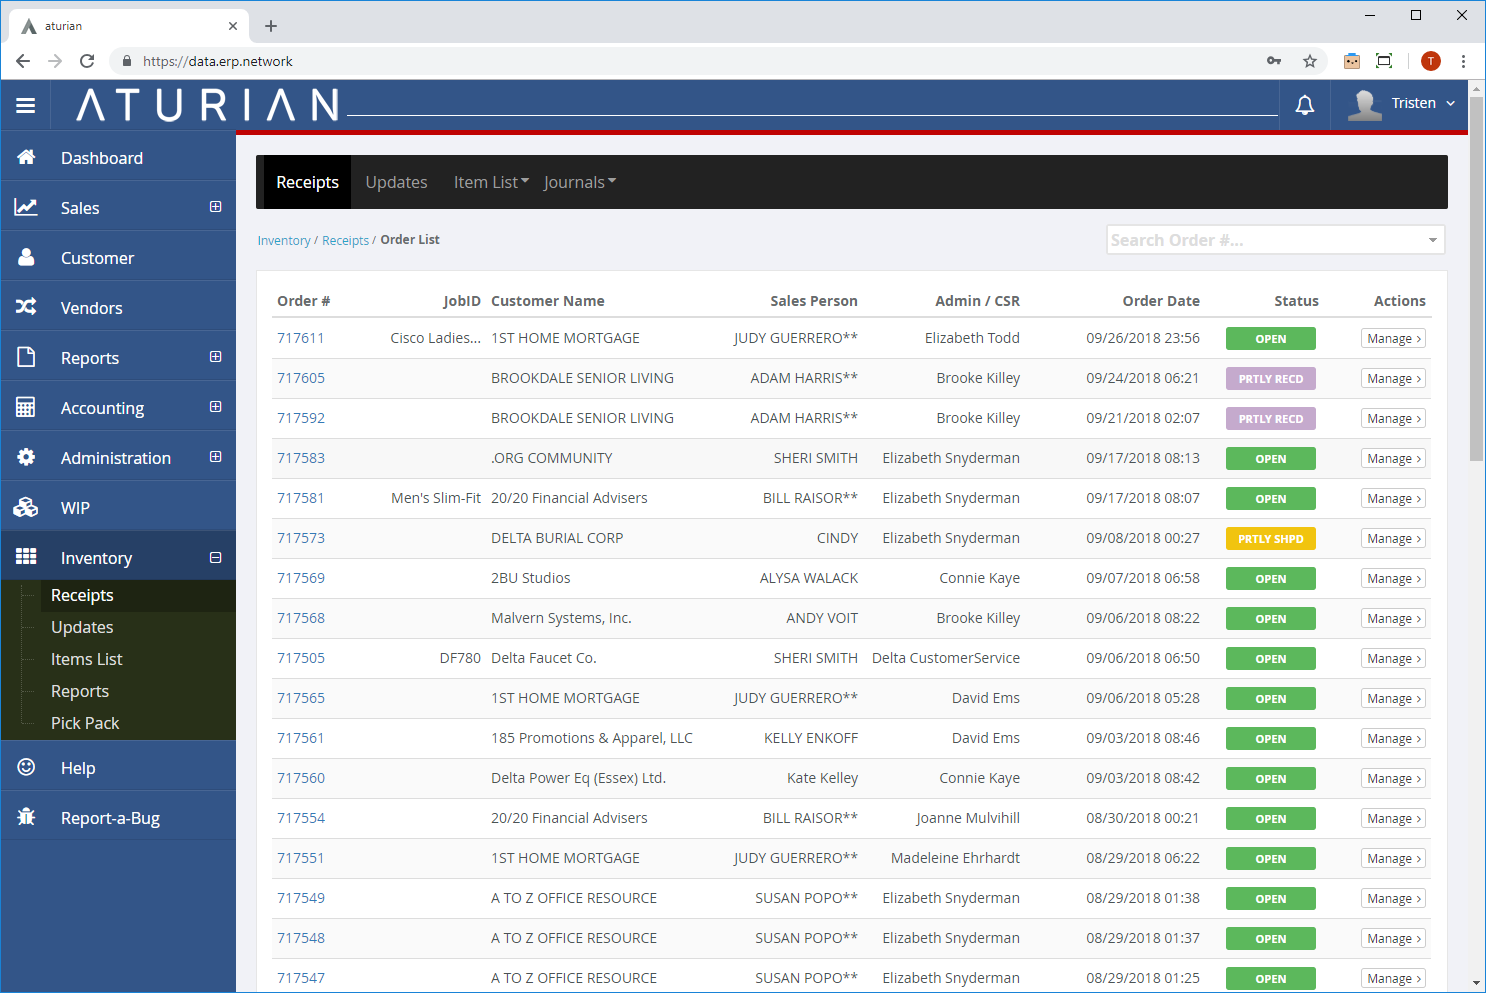 aturian
https://data.erp.network
T
ATURIAN
Tristen
Dashboard
Sales
Customer
Vendors
Reports
Accounting
Administration
WIP
Inventory
Receipts
Updates
Items List
Reports
Pick Pack
Help
Report-a-Bug
Receipts Updates Item List Journals
Inventory / Receipts / Order List
Search Order #...
Order # JobID Customer Name Sales Person Admin / CSR Order Date Status Actions
717611 Cisco Ladies... 1ST HOME MORTGAGE JUDY GUERRERO** Elizabeth Todd 09/26/2018 23:56 OPEN Manage ›
717605 BROOKDALE SENIOR LIVING ADAM HARRIS** Brooke Killey 09/24/2018 06:21 PRTLY RECD Manage ›
717592 BROOKDALE SENIOR LIVING ADAM HARRIS** Brooke Killey 09/21/2018 02:07 PRTLY RECD Manage ›
717583 .ORG COMMUNITY SHERI SMITH Elizabeth Snyderman 09/17/2018 08:13 OPEN Manage ›
717581 Men's Slim-Fit 20/20 Financial Advisers BILL RAISOR** Elizabeth Snyderman 09/17/2018 08:07 OPEN Manage ›
717573 DELTA BURIAL CORP CINDY Elizabeth Snyderman 09/08/2018 00:27 PRTLY SHPD Manage ›
717569 2BU Studios ALYSA WALACK Connie Kaye 09/07/2018 06:58 OPEN Manage ›
717568 Malvern Systems, Inc. ANDY VOIT Brooke Killey 09/06/2018 08:22 OPEN Manage ›
717505 DF780 Delta Faucet Co. SHERI SMITH Delta CustomerService 09/06/2018 06:50 OPEN Manage ›
717565 1ST HOME MORTGAGE JUDY GUERRERO** David Ems 09/06/2018 05:28 OPEN Manage ›
717561 185 Promotions & Apparel, LLC KELLY ENKOFF David Ems 09/03/2018 08:46 OPEN Manage ›
717560 Delta Power Eq (Essex) Ltd. Kate Kelley Connie Kaye 09/03/2018 08:42 OPEN Manage ›
717554 20/20 Financial Advisers BILL RAISOR** Joanne Mulvihill 08/30/2018 00:21 OPEN Manage ›
717551 1ST HOME MORTGAGE JUDY GUERRERO** Madeleine Ehrhardt 08/29/2018 06:22 OPEN Manage ›
717549 A TO Z OFFICE RESOURCE SUSAN POPO** Elizabeth Snyderman 08/29/2018 01:38 OPEN Manage ›
717548 A TO Z OFFICE RESOURCE SUSAN POPO** Elizabeth Snyderman 08/29/2018 01:37 OPEN Manage ›
717547 A TO Z OFFICE RESOURCE SUSAN POPO** Elizabeth Snyderman 08/29/2018 01:25 OPEN Manage ›